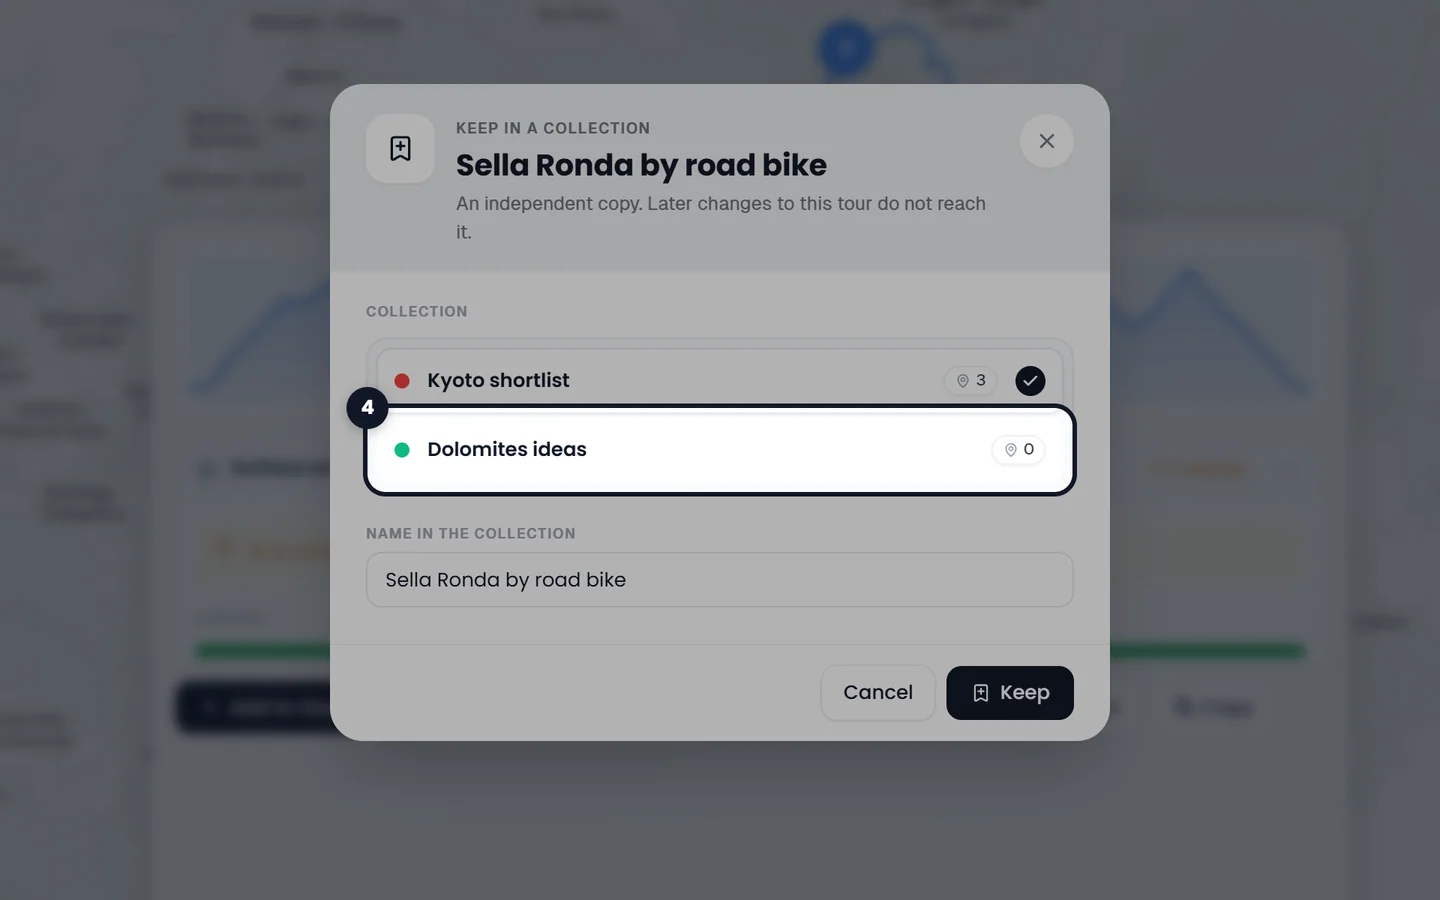 KEEP IN A COLLECTION
Sella Ronda by road bike
An independent copy. Later changes to this tour do not reach
it.
COLLECTION
Kyoto shortlist
3
4
Dolomites ideas
0
NAME IN THE COLLECTION
Sella Ronda by road bike
Cancel
Keep